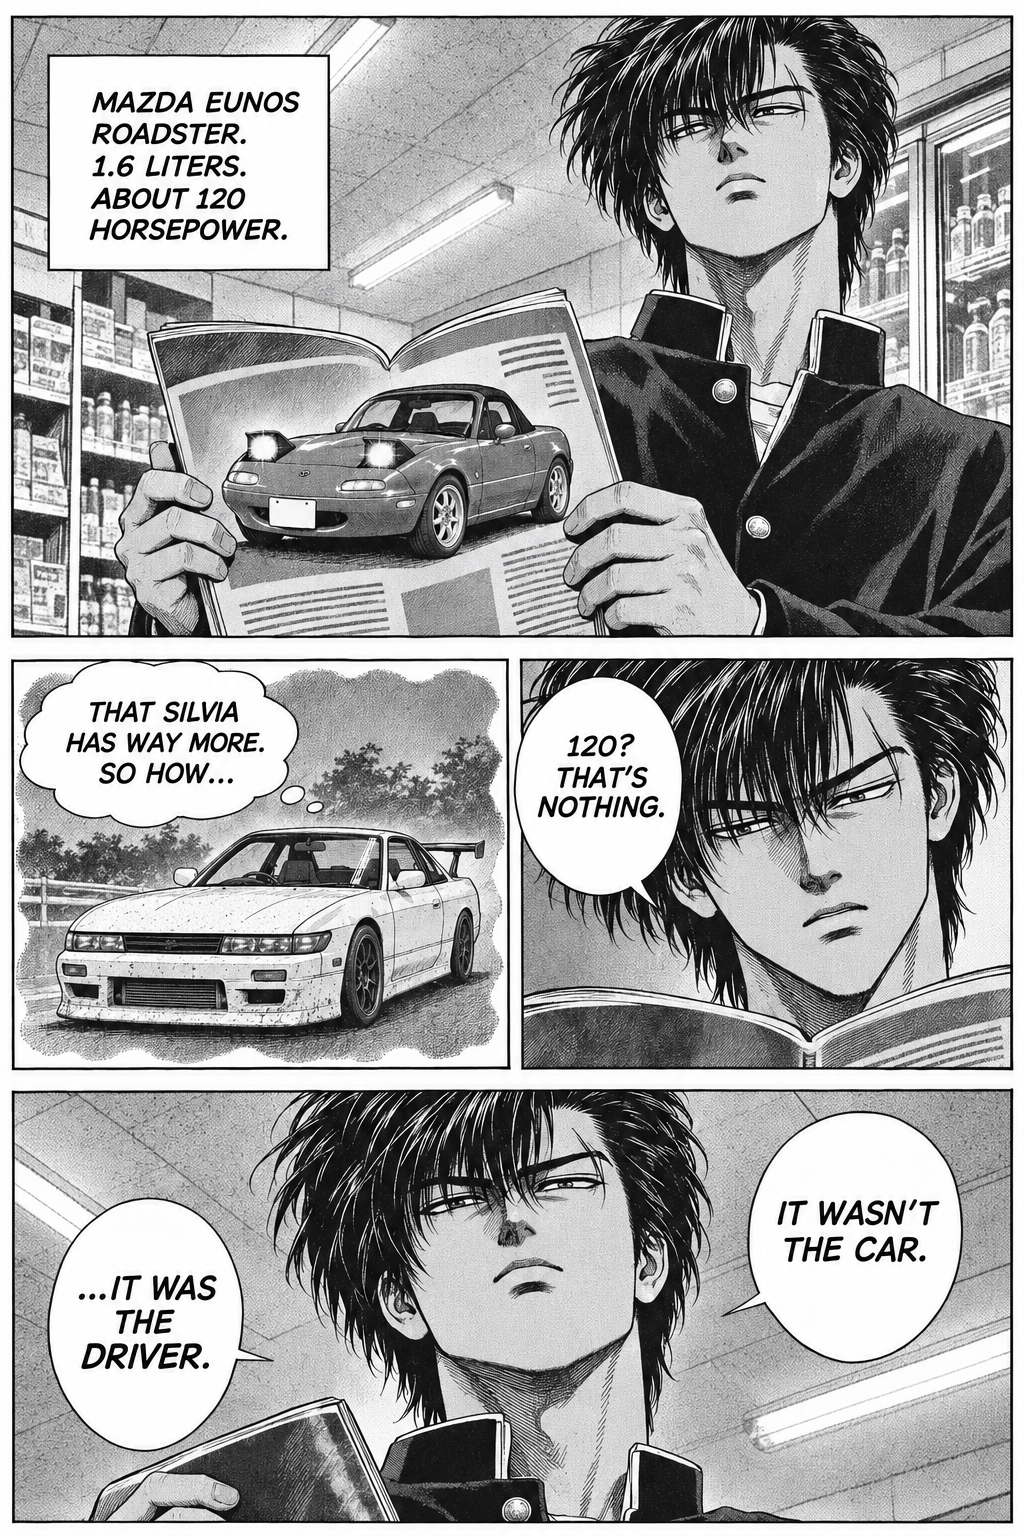 MAZDA EUNOS
ROADSTER.
1.6 LITERS.
ABOUT 120
HORSEPOWER.
120?
THAT'S
NOTHING.
THAT SILVIA
HAS WAY MORE.
SO HOW...
IT WASN'T
THE CAR.
...IT WAS
THE
DRIVER.